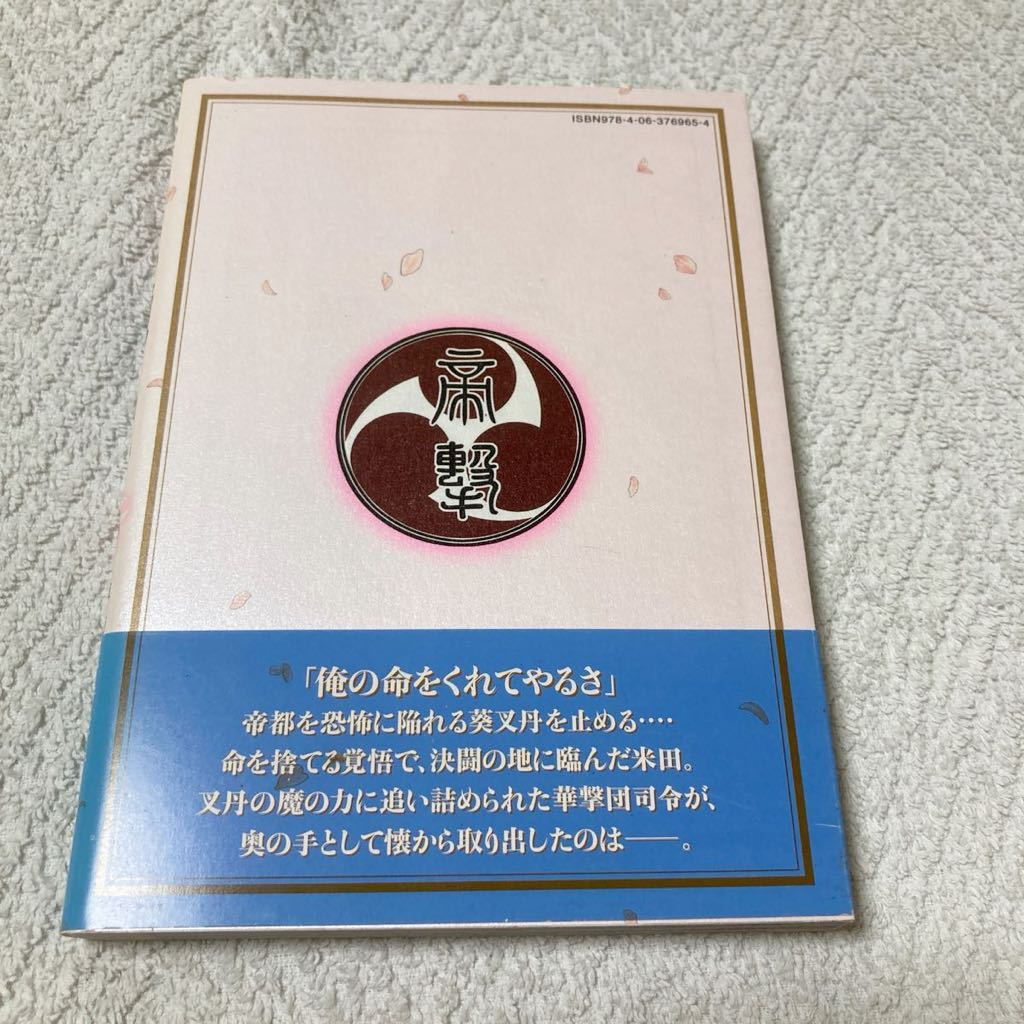 ISBN978-4-06-376965-4
帝
撃
「俺の命をくれてやるさ」
帝都を恐怖に陥れる葵叉丹を止める‥‥
命を捨てる覚悟で、決闘の地に臨んだ米田。
叉丹の魔の力に追い詰められた華撃団司令が、
奥の手として懐から取り出したのは――。